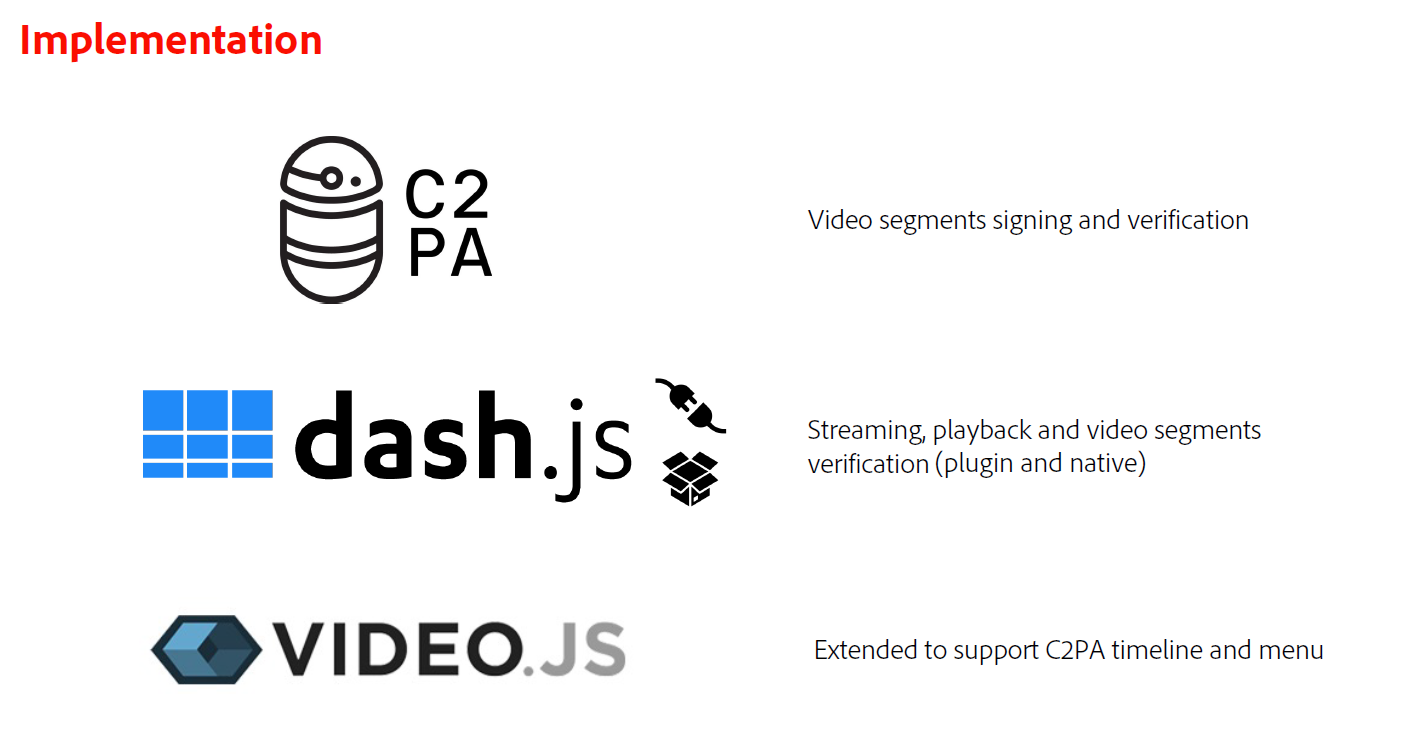 Implementation
C2
PA
Video segments signing and verification
dash.js
Streaming, playback and video segments
verification (plugin and native)
VIDEO.JS
Extended to support C2PA timeline and menu